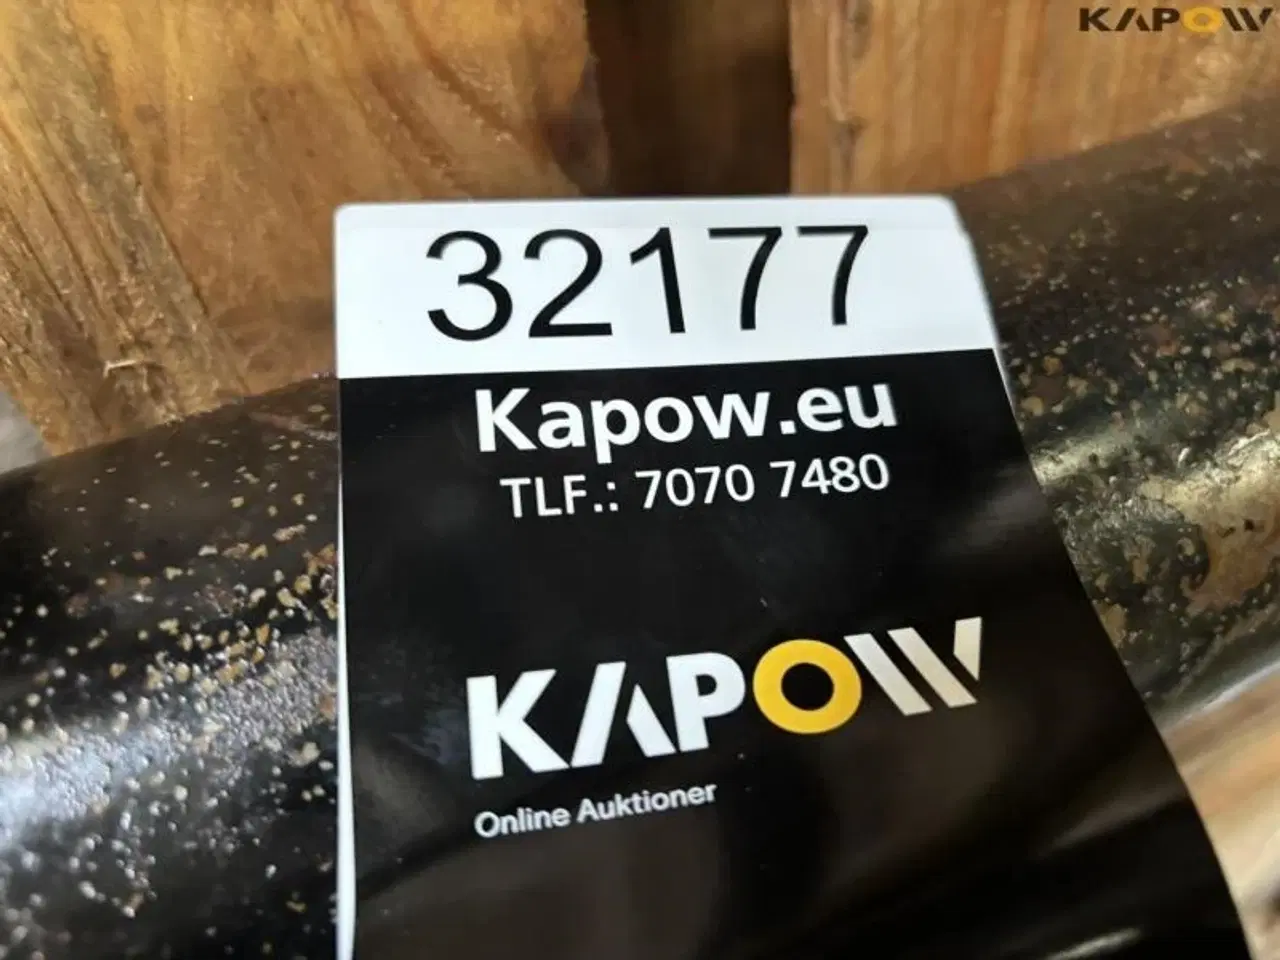 KAPOW
32177
Kapow.eu
TLF.: 7070 7480
KAPOW
Online Auktioner